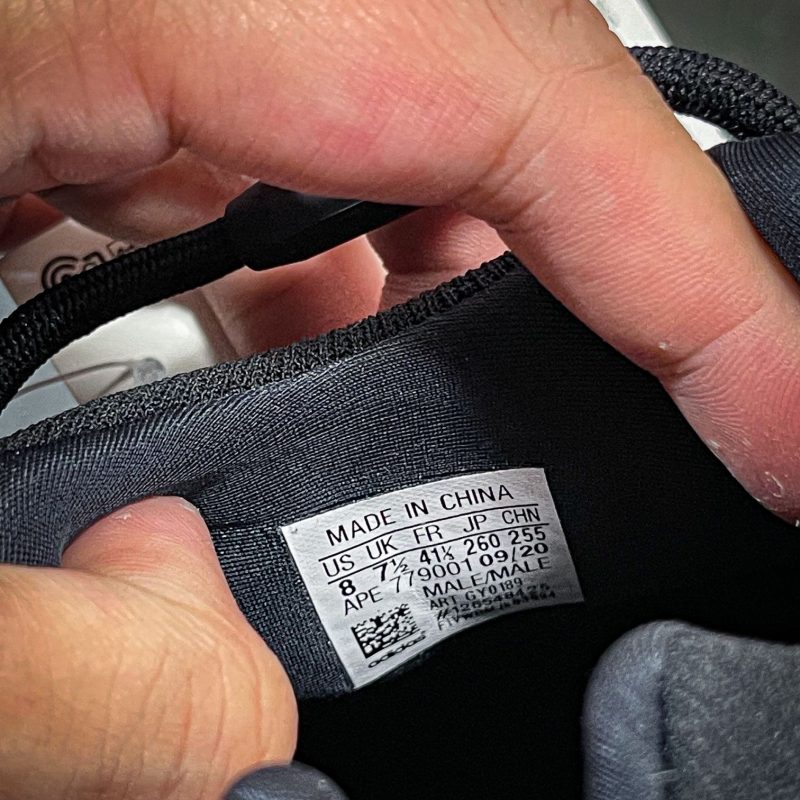 MADE IN CHINA
US UK FR JP CHN
8 7½ 41⅓ 260 255
APE 779001 09/20
MALE/MALE
ART GY0189
adidas